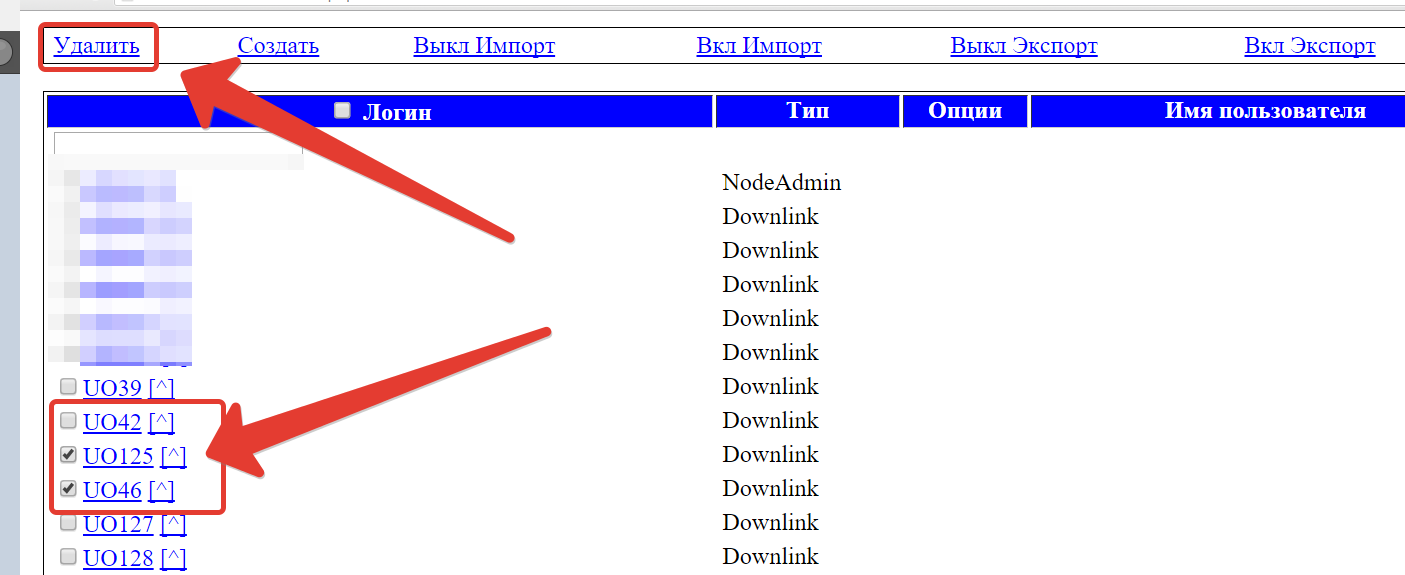 Удалить Создать Выкл Импорт Вкл Импорт Выкл Экспорт Вкл Экспорт
Логин Тип Опции Имя пользователя
NodeAdmin
Downlink
Downlink
Downlink
Downlink
Downlink
UO39 [^] Downlink
UO42 [^] Downlink
UO125 [^] Downlink
UO46 [^] Downlink
UO127 [^] Downlink
UO128 [^] Downlink